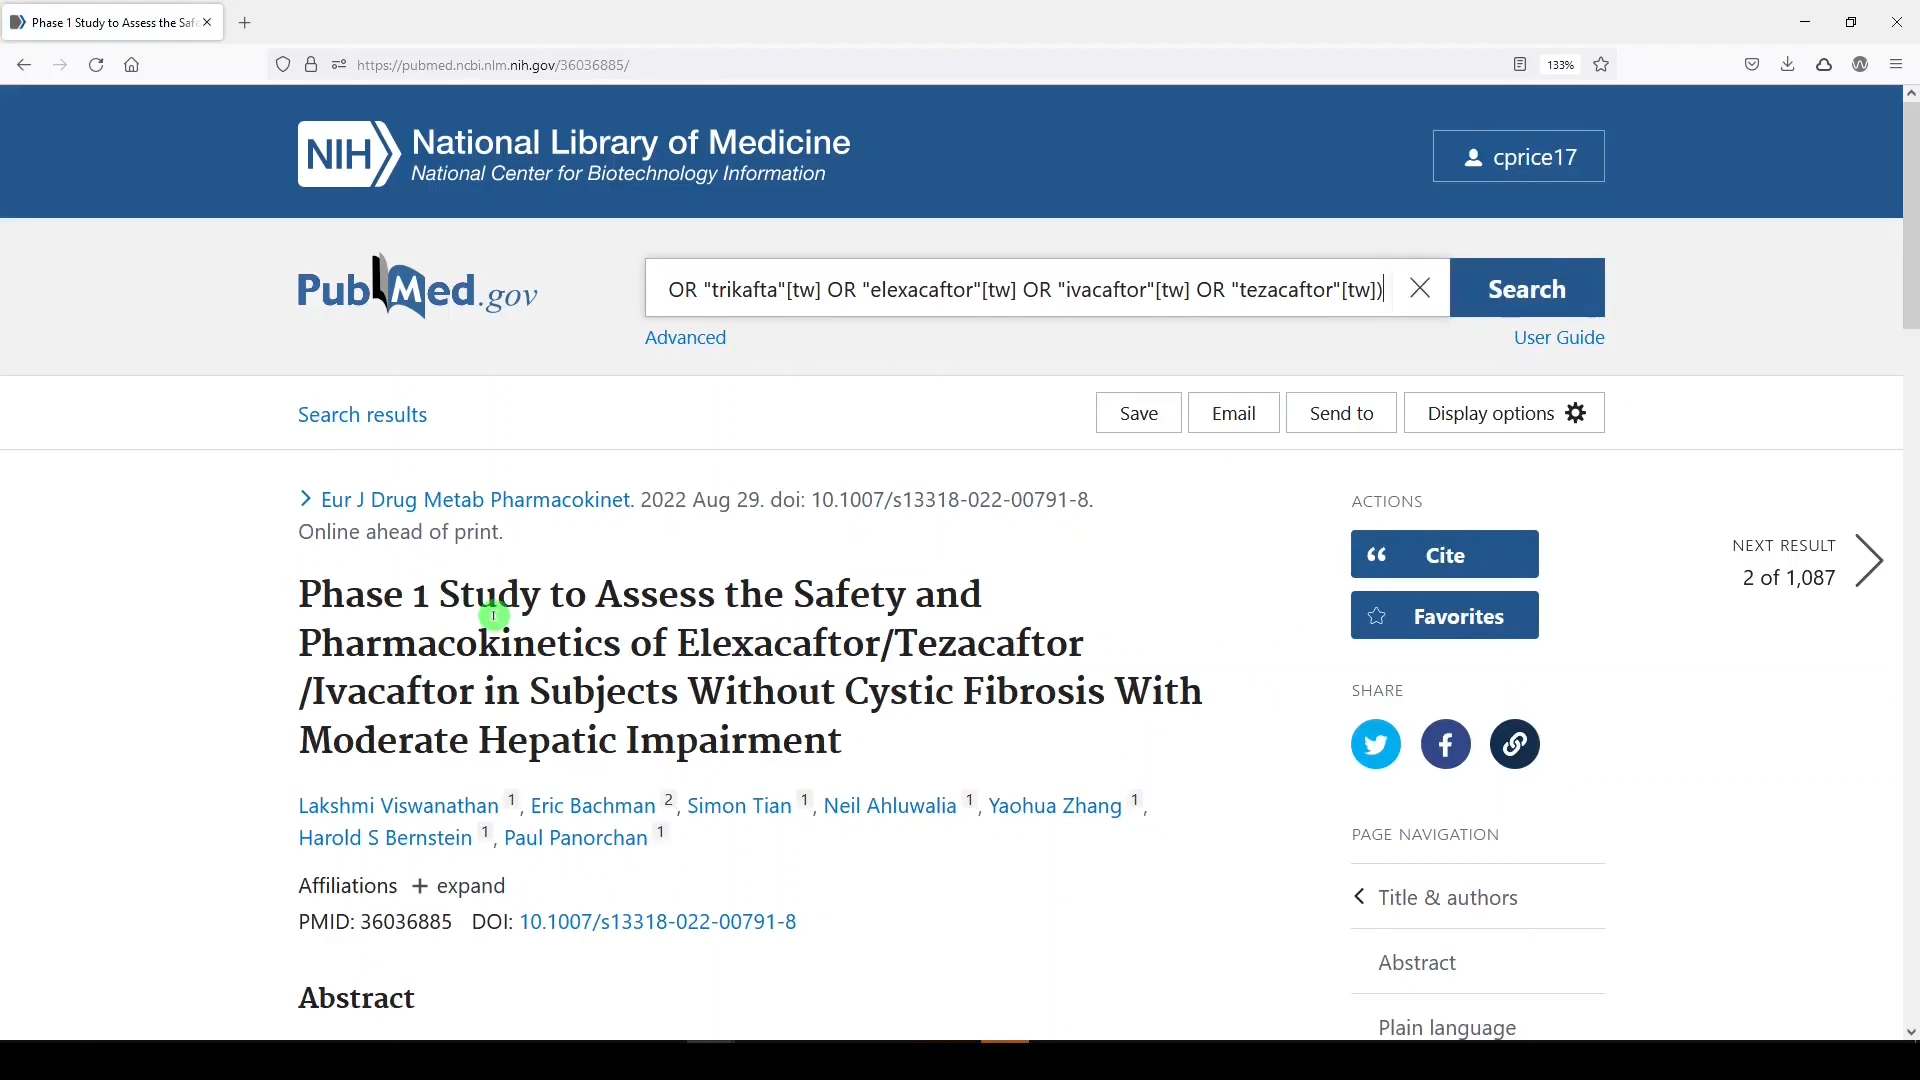 Phase 1 Study to Assess the Safe
https://pubmed.ncbi.nlm.nih.gov/36036885/
133%
NIH
National Library of Medicine
National Center for Biotechnology Information
cprice17
PubMed.gov
OR "trikafta"[tw] OR "elexacaftor"[tw] OR "ivacaftor"[tw] OR "tezacaftor"[tw])
Search
Advanced
User Guide
Search results
Save
Email
Send to
Display options
Eur J Drug Metab Pharmacokinet. 2022 Aug 29. doi: 10.1007/s13318-022-00791-8.
Online ahead of print.
Phase 1 Study to Assess the Safety and
Pharmacokinetics of Elexacaftor/Tezacaftor
/Ivacaftor in Subjects Without Cystic Fibrosis With
Moderate Hepatic Impairment
Lakshmi Viswanathan 1, Eric Bachman 2, Simon Tian 1, Neil Ahluwalia 1, Yaohua Zhang 1,
Harold S Bernstein 1, Paul Panorchan 1
Affiliations + expand
PMID: 36036885 DOI: 10.1007/s13318-022-00791-8
Abstract
ACTIONS
Cite
Favorites
SHARE
PAGE NAVIGATION
Title & authors
Abstract
Plain language
NEXT RESULT
2 of 1,087